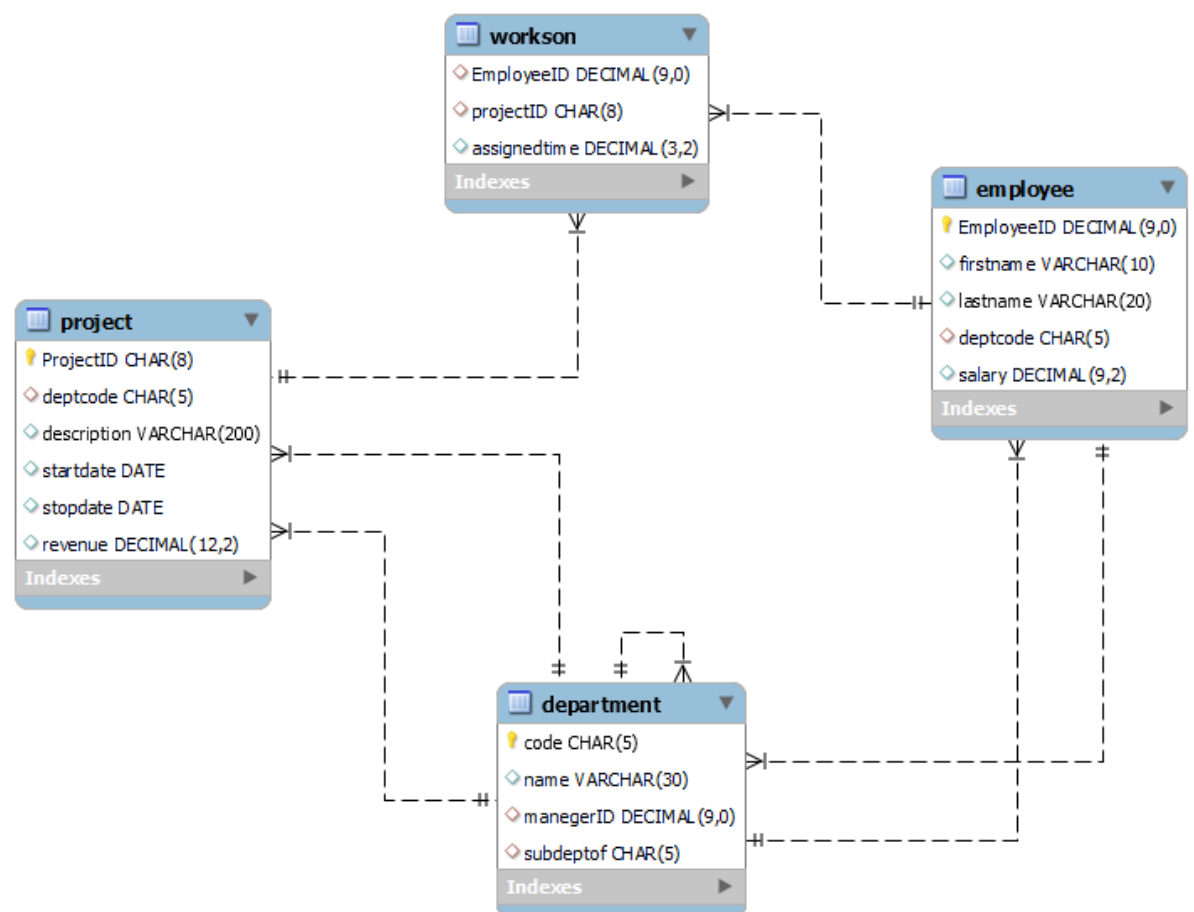 workson
EmployeeID DECIMAL(9,0)
projectID CHAR(8)
assignedtime DECIMAL(3,2)
Indexes
employee
EmployeeID DECIMAL(9,0)
firstname VARCHAR(10)
lastname VARCHAR(20)
deptcode CHAR(5)
salary DECIMAL(9,2)
Indexes
project
ProjectID CHAR(8)
deptcode CHAR(5)
description VARCHAR(200)
startdate DATE
stopdate DATE
revenue DECIMAL(12,2)
Indexes
department
code CHAR(5)
name VARCHAR(30)
manegerID DECIMAL(9,0)
subdeptof CHAR(5)
Indexes